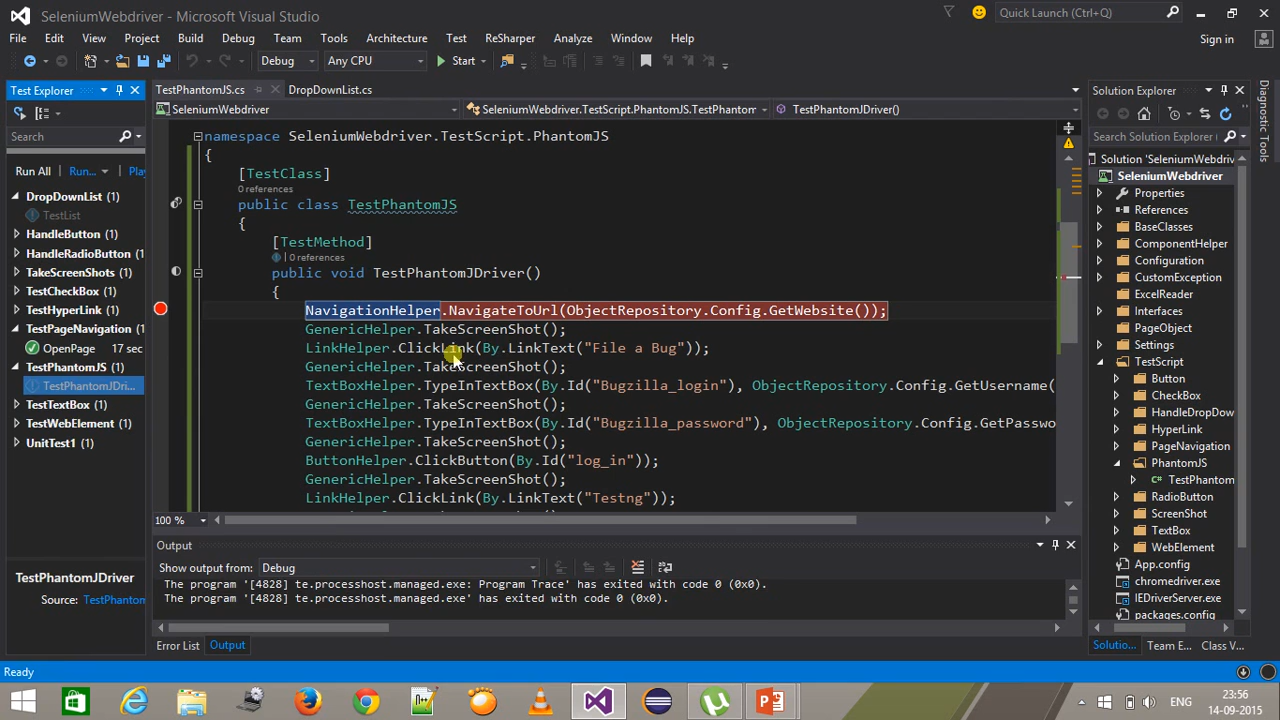 SeleniumWebdriver - Microsoft Visual Studio
Quick Launch (Ctrl+Q)
File Edit View Project Build Debug Team Tools Architecture Test ReSharper Analyze Window Help
Sign in
Debug Any CPU Start
Test Explorer
Search
Run All Run... Pla
DropDownList (1)
TestList
HandleButton (1)
HandleRadioButton (1)
TakeScreenShots (1)
TestCheckBox (1)
TestHyperLink (1)
TestPageNavigation (1)
OpenPage 17 sec
TestPhantomJS (1)
TestPhantomJDri...
TestTextBox (1)
TestWebElement (1)
UnitTest1 (1)
TestPhantomJDriver
Source: TestPhantom
TestPhantomJS.cs DropDownList.cs
SeleniumWebdriver SeleniumWebdriver.TestScript.PhantomJS.TestPhantom TestPhantomJDriver()
namespace SeleniumWebdriver.TestScript.PhantomJS
{
[TestClass]
0 references
public class TestPhantomJS
{
[TestMethod]
| 0 references
public void TestPhantomJDriver()
{
NavigationHelper.NavigateToUrl(ObjectRepository.Config.GetWebsite());
GenericHelper.TakeScreenShot();
LinkHelper.ClickLink(By.LinkText("File a Bug"));
GenericHelper.TakeScreenShot();
TextBoxHelper.TypeInTextBox(By.Id("Bugzilla_login"), ObjectRepository.Config.GetUsername(
GenericHelper.TakeScreenShot();
TextBoxHelper.TypeInTextBox(By.Id("Bugzilla_password"), ObjectRepository.Config.GetPasswo
GenericHelper.TakeScreenShot();
ButtonHelper.ClickButton(By.Id("log_in"));
GenericHelper.TakeScreenShot();
LinkHelper.ClickLink(By.LinkText("Testng"));
100 %
Output
Show output from: Debug
The program '[4828] te.processhost.managed.exe: Program Trace' has exited with code 0 (0x0).
The program '[4828] te.processhost.managed.exe' has exited with code 0 (0x0).
Error List Output
Solution Explorer
Search Solution Explorer
Solution 'SeleniumWebdriv
SeleniumWebdriver
Properties
References
BaseClasses
ComponentHelper
Configuration
CustomException
ExcelReader
Interfaces
PageObject
Settings
TestScript
Button
CheckBox
HandleDropDow
HyperLink
PageNavigation
PhantomJS
TestPhantom
RadioButton
ScreenShot
TextBox
WebElement
App.config
chromedriver.exe
IEDriverServer.exe
packages.config
Solutio... Team E... Class V...
Diagnostic Tools
Ready
ENG
23:56
14-09-2015